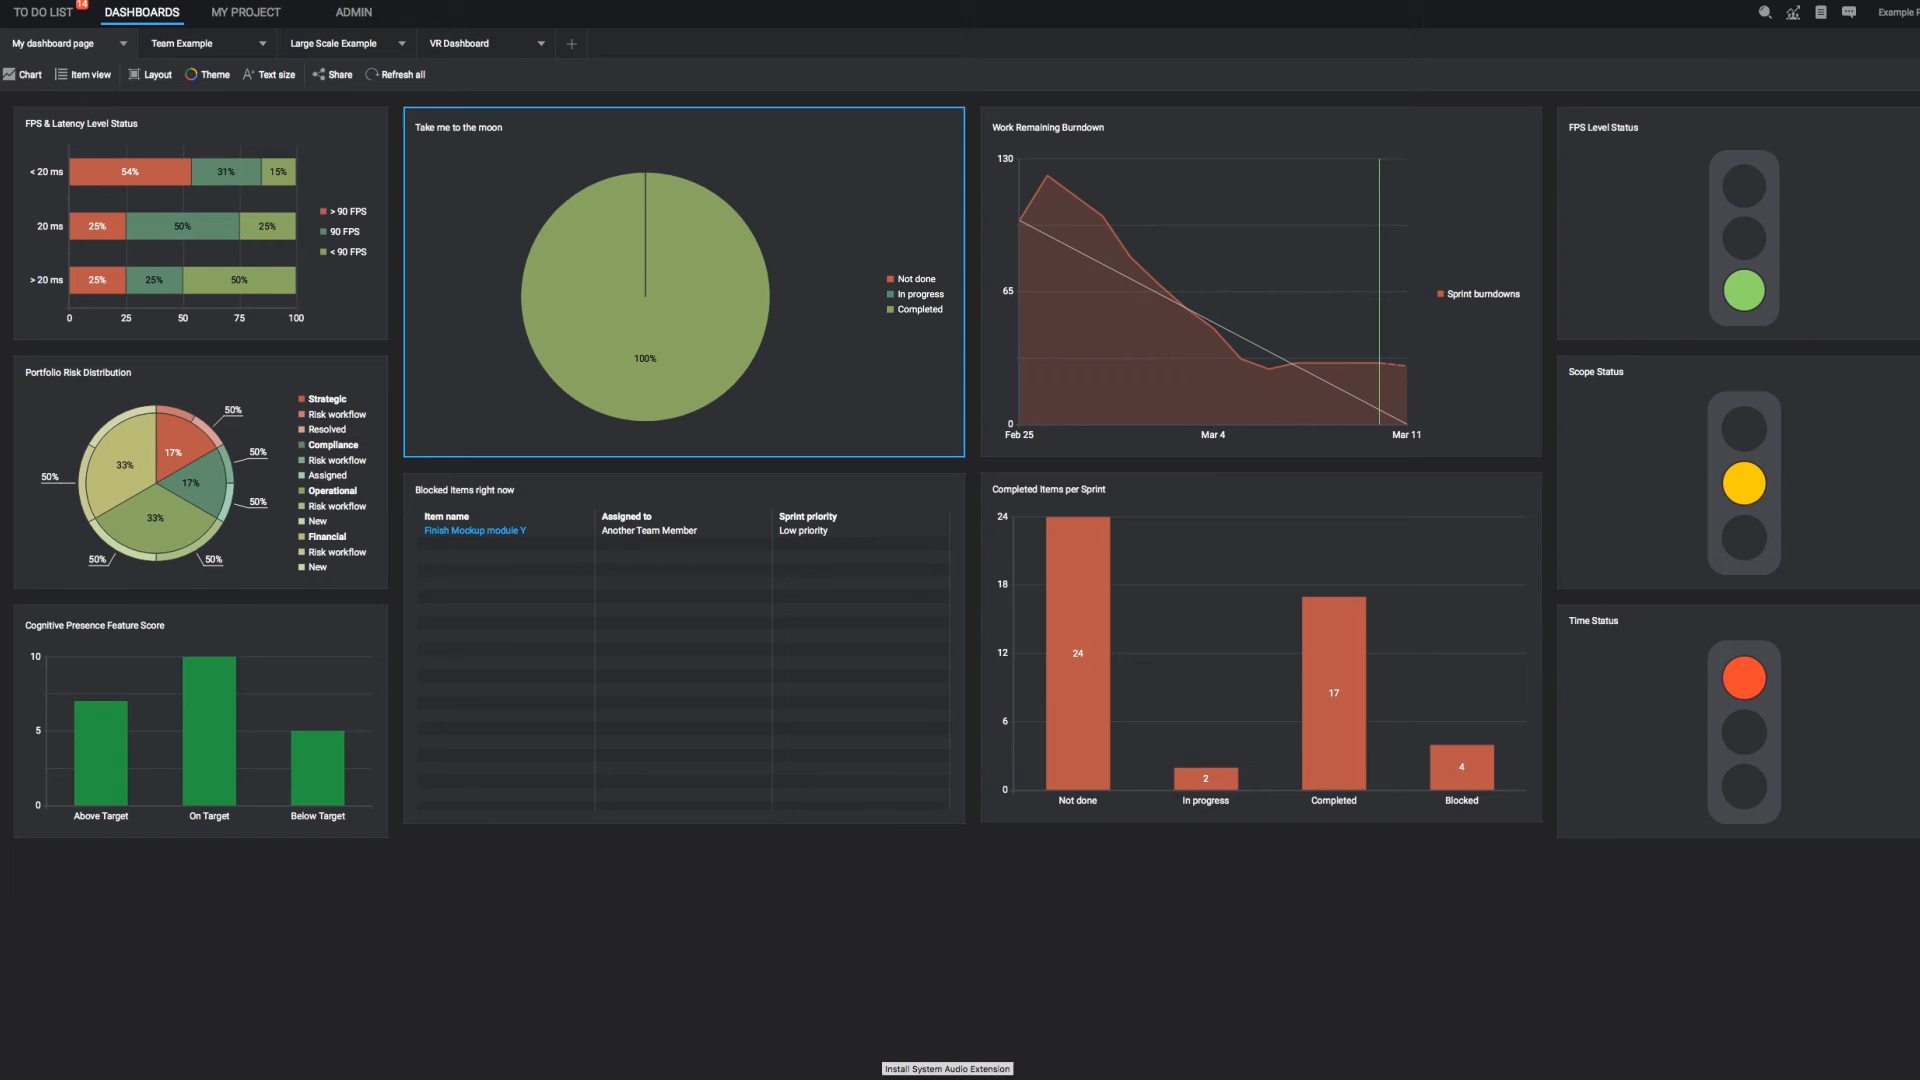 TO DO LIST 14 DASHBOARDS MY PROJECT ADMIN
My dashboard page Team Example Large Scale Example VR Dashboard
Chart Item view Layout Theme Text size Share Refresh all
FPS & Latency Level Status
< 20 ms 54% 31% 15%
20 ms 25% 50% 25%
> 20 ms 25% 25% 50%
0 25 50 75 100
> 90 FPS
90 FPS
< 90 FPS
Portfolio Risk Distribution
50%
50%
50%
50%
50%
50%
17%
17%
33%
33%
Strategic
Risk workflow
Resolved
Compliance
Risk workflow
Assigned
Operational
Risk workflow
New
Financial
Risk workflow
New
Cognitive Presence Feature Score
10
5
0
Above Target On Target Below Target
Take me to the moon
100%
Not done
In progress
Completed
Blocked items right now
Item name Assigned to Sprint priority
Finish Mockup module Y Another Team Member Low priority
Work Remaining Burndown
130
65
0
Feb 25 Mar 4 Mar 11
Sprint burndowns
Completed Items per Sprint
24
18
12
6
0
24
2
17
4
Not done In progress Completed Blocked
FPS Level Status
Scope Status
Time Status
Install System Audio Extension